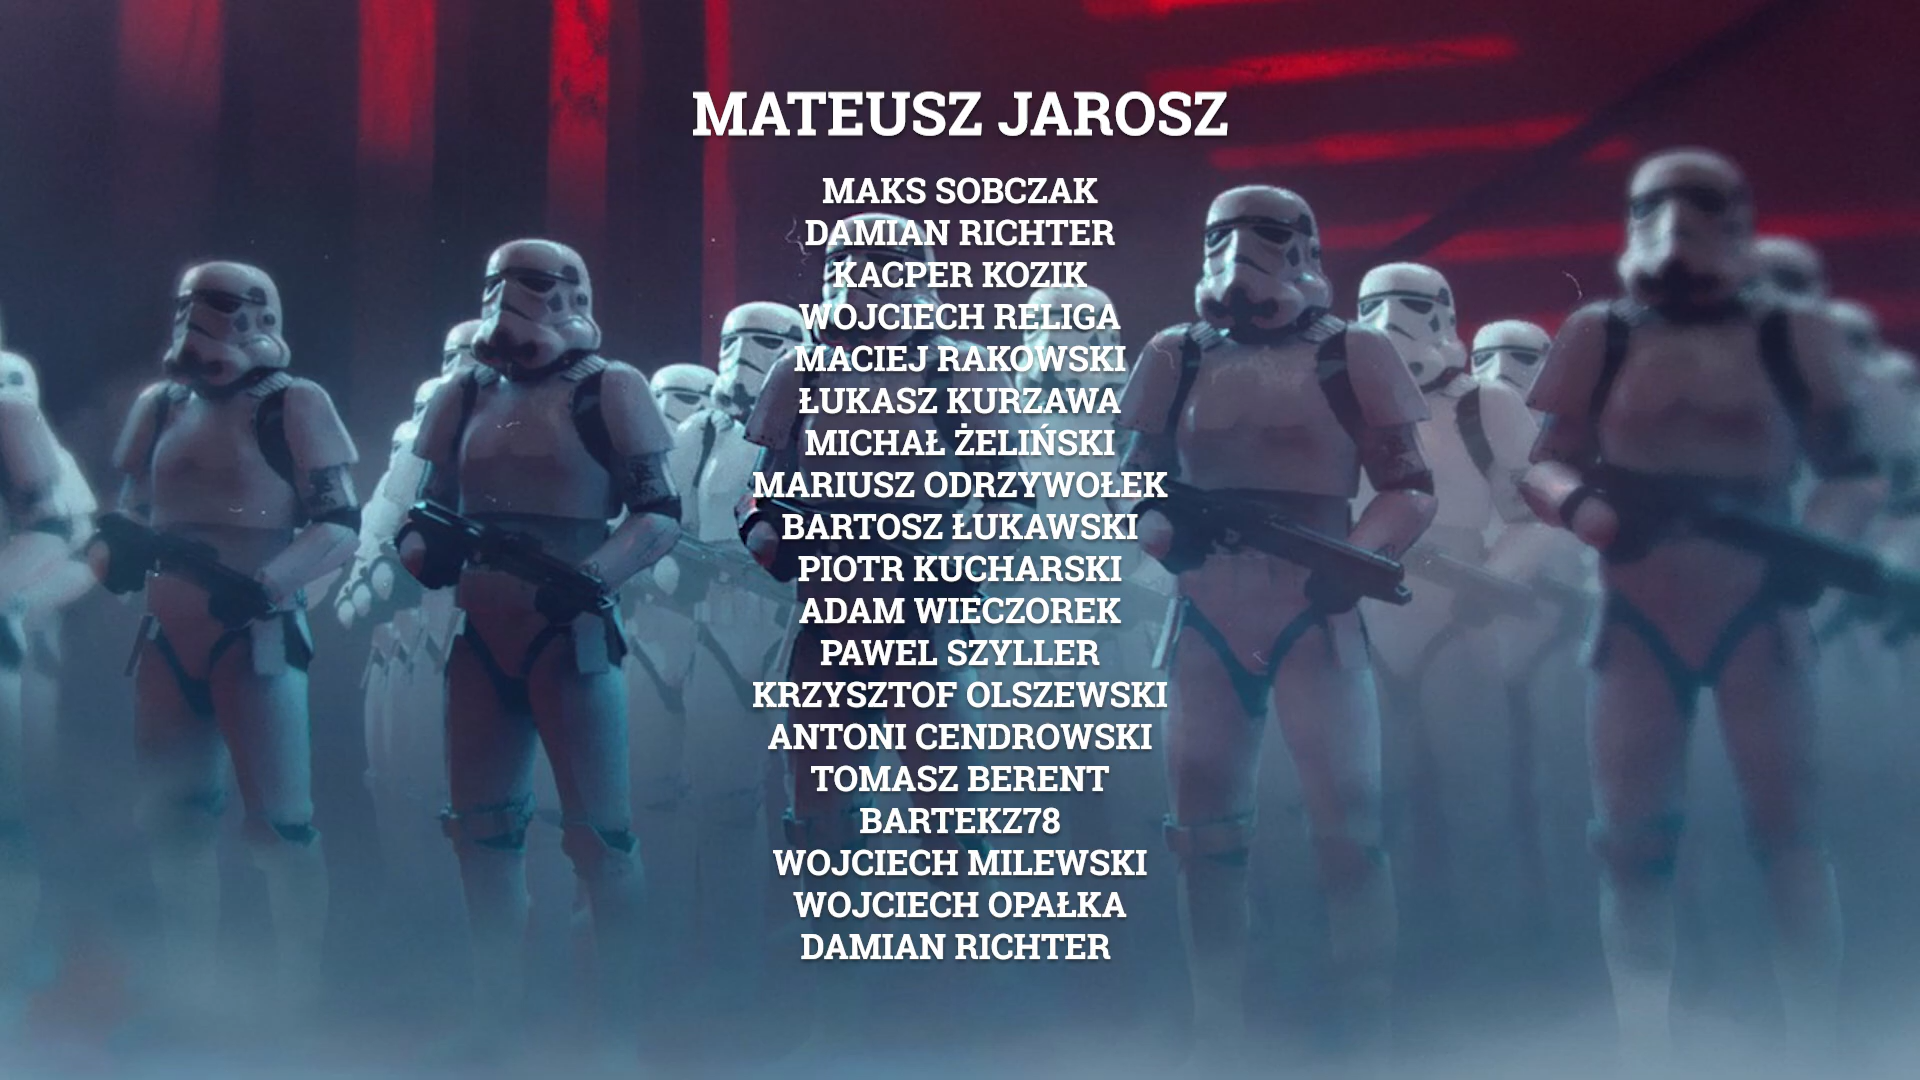 MATEUSZ JAROSZ
MAKS SOBCZAK
DAMIAN RICHTER
KACPER KOZIK
WOJCIECH RELIGA
MACIEJ RAKOWSKI
ŁUKASZ KURZAWA
MICHAŁ ŻELIŃSKI
MARIUSZ ODRZYWOŁEK
BARTOSZ ŁUKAWSKI
PIOTR KUCHARSKI
ADAM WIECZOREK
PAWEL SZYLLER
KRZYSZTOF OLSZEWSKI
ANTONI CENDROWSKI
TOMASZ BERENT
BARTEKZ78
WOJCIECH MILEWSKI
WOJCIECH OPAŁKA
DAMIAN RICHTER